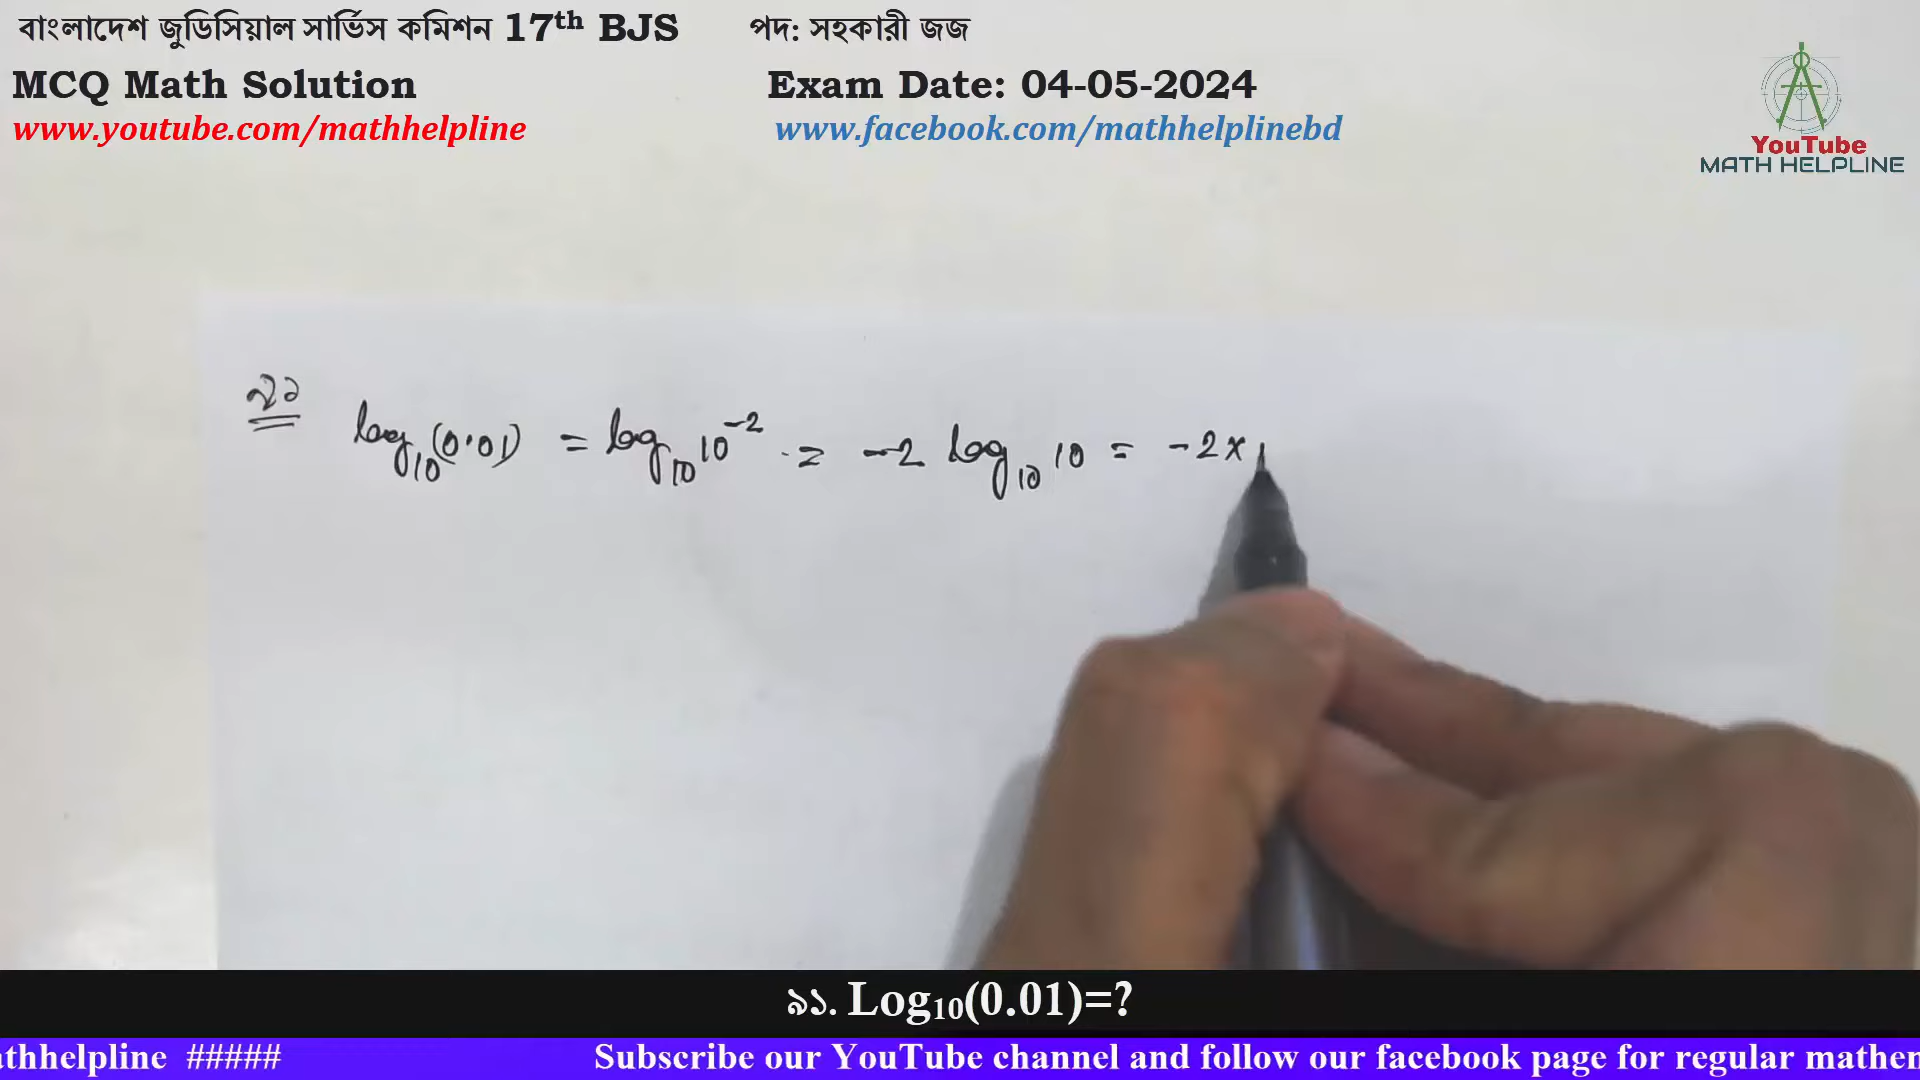 বাংলাদেশ জুডিসিয়াল সার্ভিস কমিশন 17th BJS পদ: সহকারী জজ
MCQ Math Solution Exam Date: 04-05-2024
www.youtube.com/mathhelpline www.facebook.com/mathhelplinebd
YouTube
MATH HELPLINE
৯১
log₁₀(0.01) = log₁₀ 10⁻² = -2 log₁₀ 10 = -2×1
৯১. Log₁₀(0.01)=?
athhelpline ##### Subscribe our YouTube channel and follow our facebook page for regular mathem